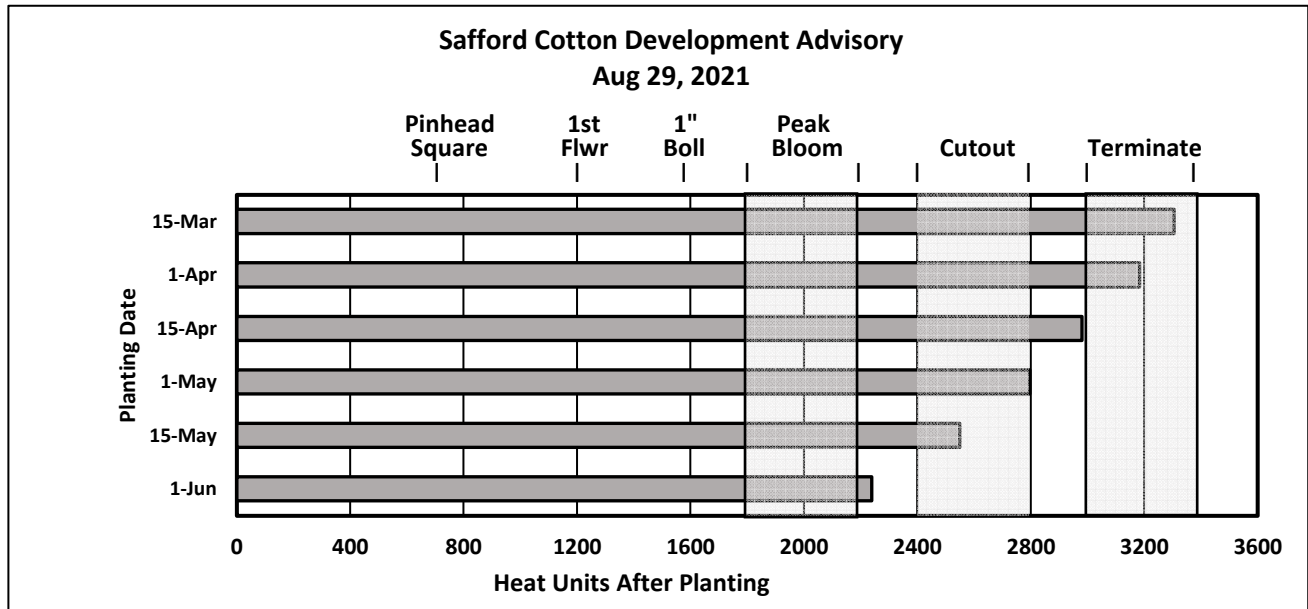 Safford Cotton Development Advisory
Aug 29, 2021
Pinhead Square
1st Flwr
1" Boll
Peak Bloom
Cutout
Terminate
Planting Date
15-Mar
1-Apr
15-Apr
1-May
15-May
1-Jun
0 400 800 1200 1600 2000 2400 2800 3200 3600
Heat Units After Planting